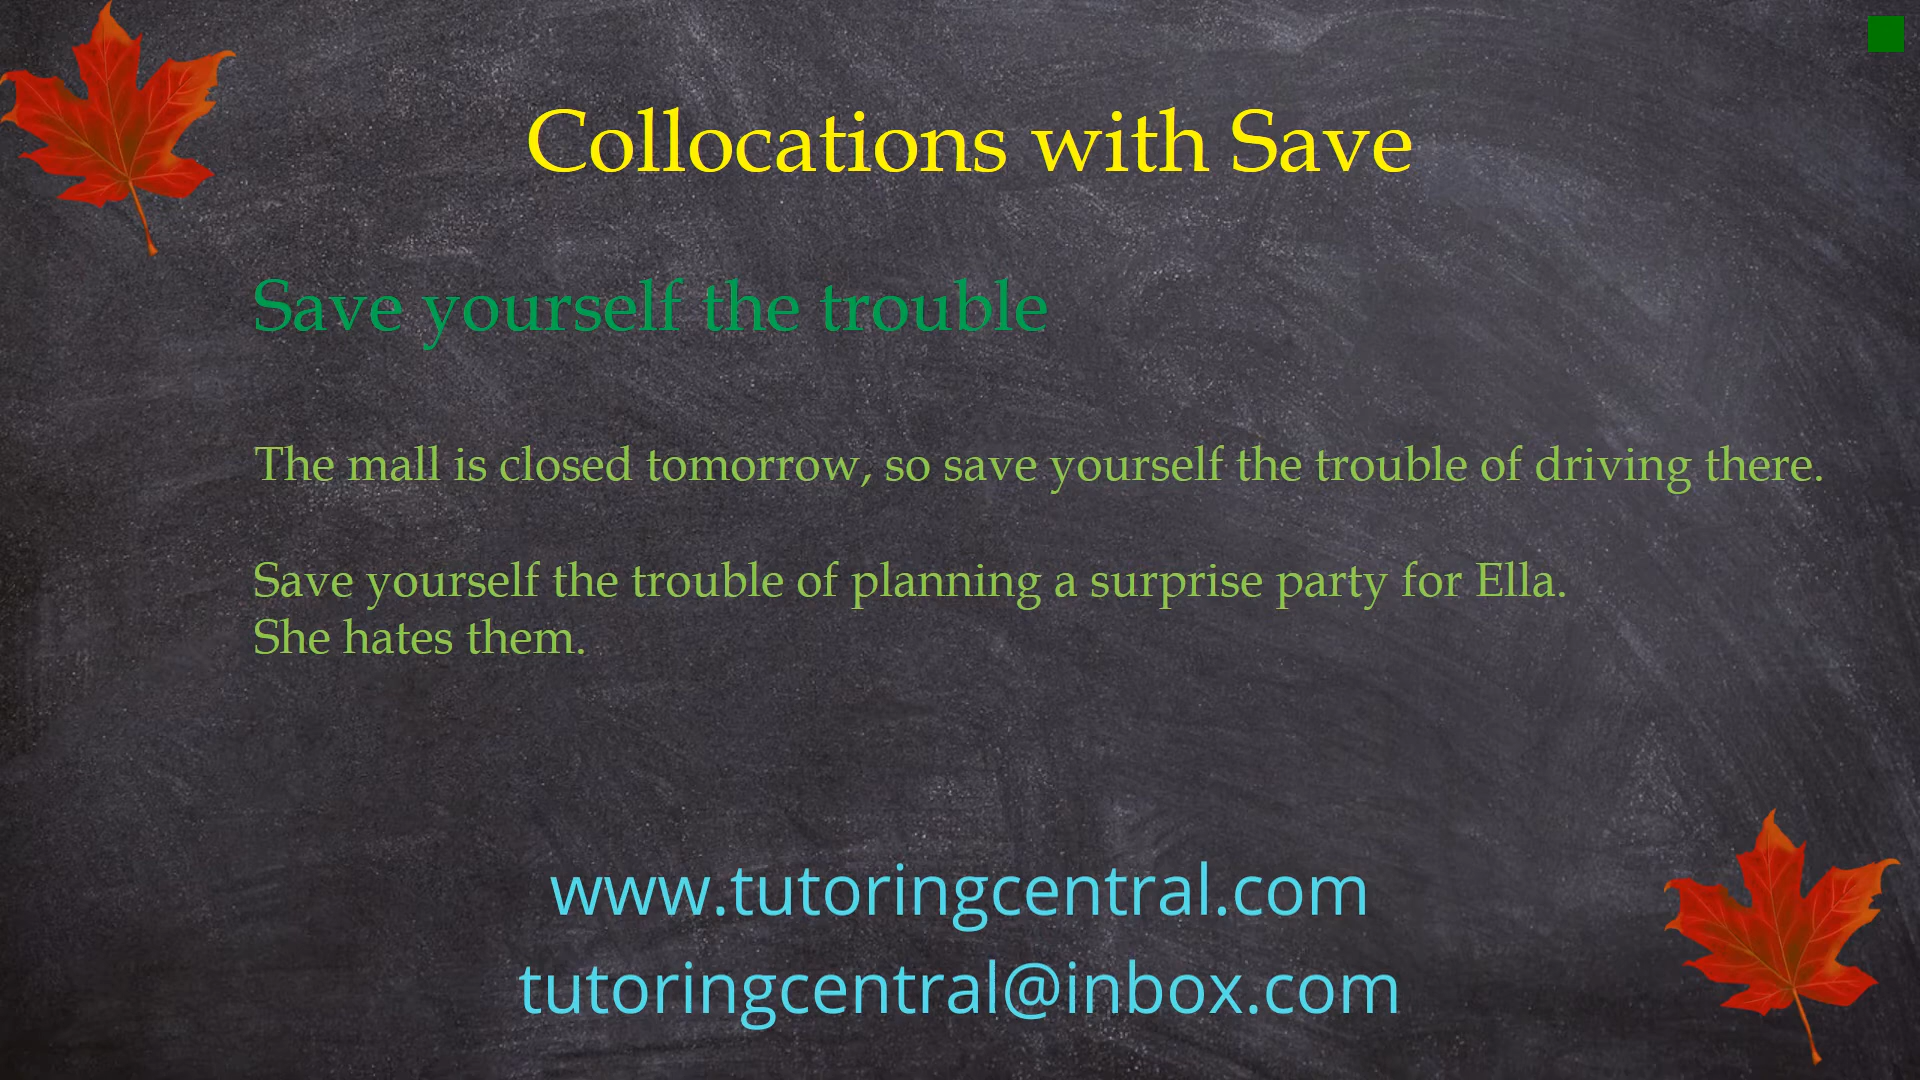 Collocations with Save
Save yourself the trouble
The mall is closed tomorrow, so save yourself the trouble of driving there.
Save yourself the trouble of planning a surprise party for Ella.
She hates them.
www.tutoringcentral.com
tutoringcentral@inbox.com